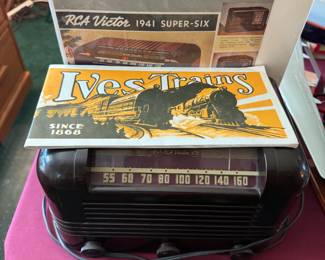 RCA Victor 1941 SUPER-SIX
Ives Trains
SINCE
1868
55 60 70 80 100 120 140 160